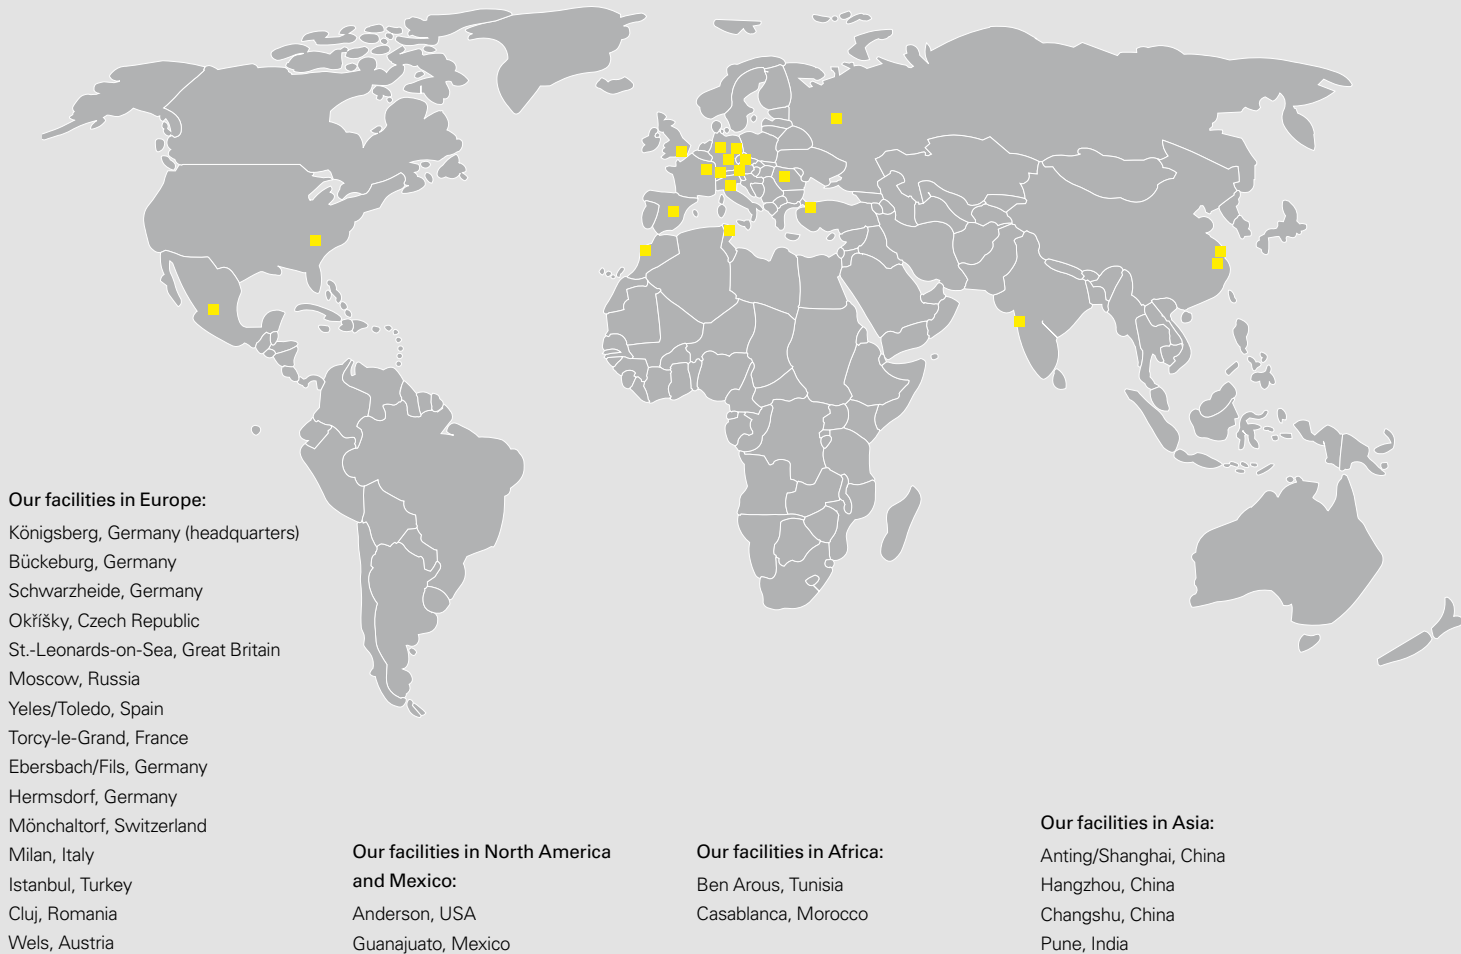 Our facilities in Europe:
Königsberg, Germany (headquarters)
Bückeburg, Germany
Schwarzheide, Germany
Okříšky, Czech Republic
St.-Leonards-on-Sea, Great Britain
Moscow, Russia
Yeles/Toledo, Spain
Torcy-le-Grand, France
Ebersbach/Fils, Germany
Hermsdorf, Germany
Mönchaltorf, Switzerland
Milan, Italy
Istanbul, Turkey
Cluj, Romania
Wels, Austria
Our facilities in North America
and Mexico:
Anderson, USA
Guanajuato, Mexico
Our facilities in Africa:
Ben Arous, Tunisia
Casablanca, Morocco
Our facilities in Asia:
Anting/Shanghai, China
Hangzhou, China
Changshu, China
Pune, India